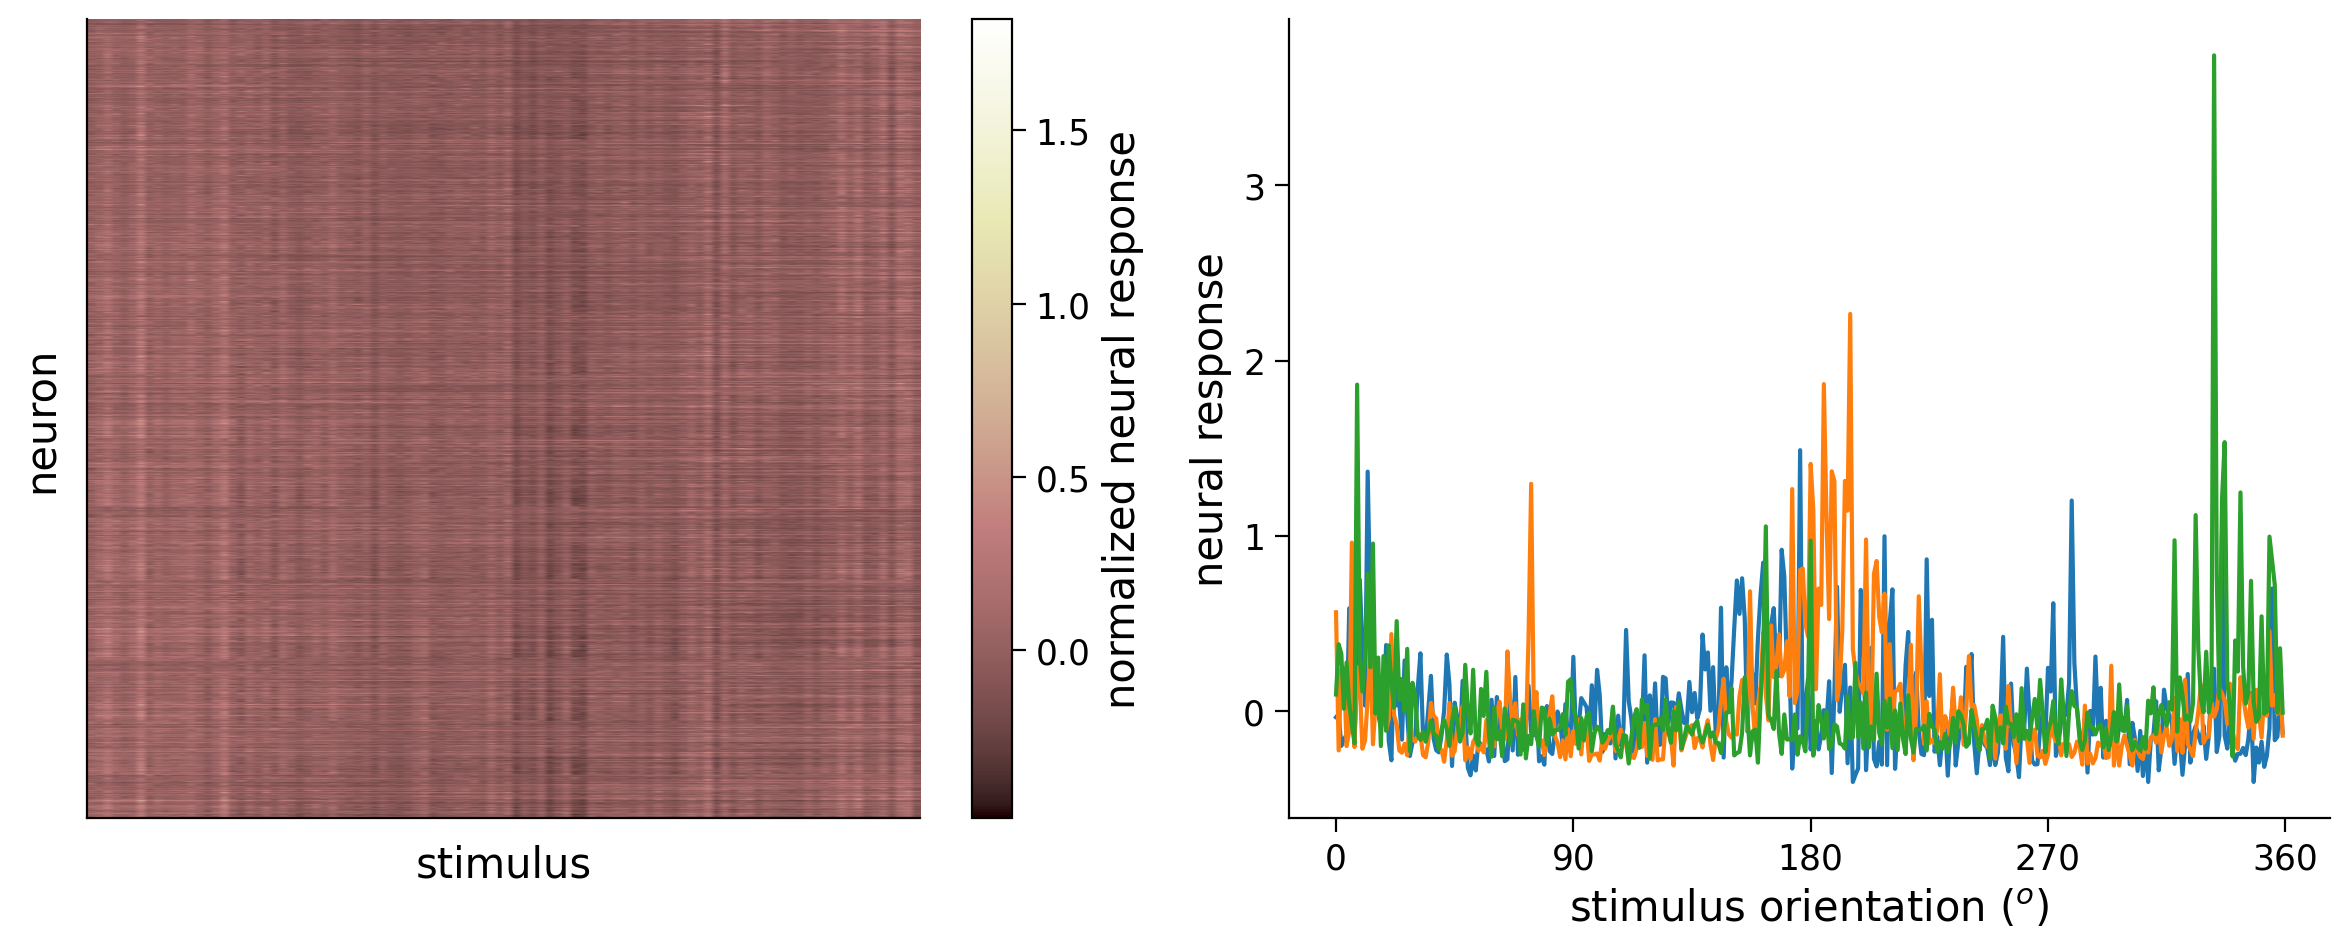 neuron
stimulus
1.5
1.0
0.5
0.0
normalized neural response
neural response
3
2
1
0
0 90 180 270 360
stimulus orientation (°)